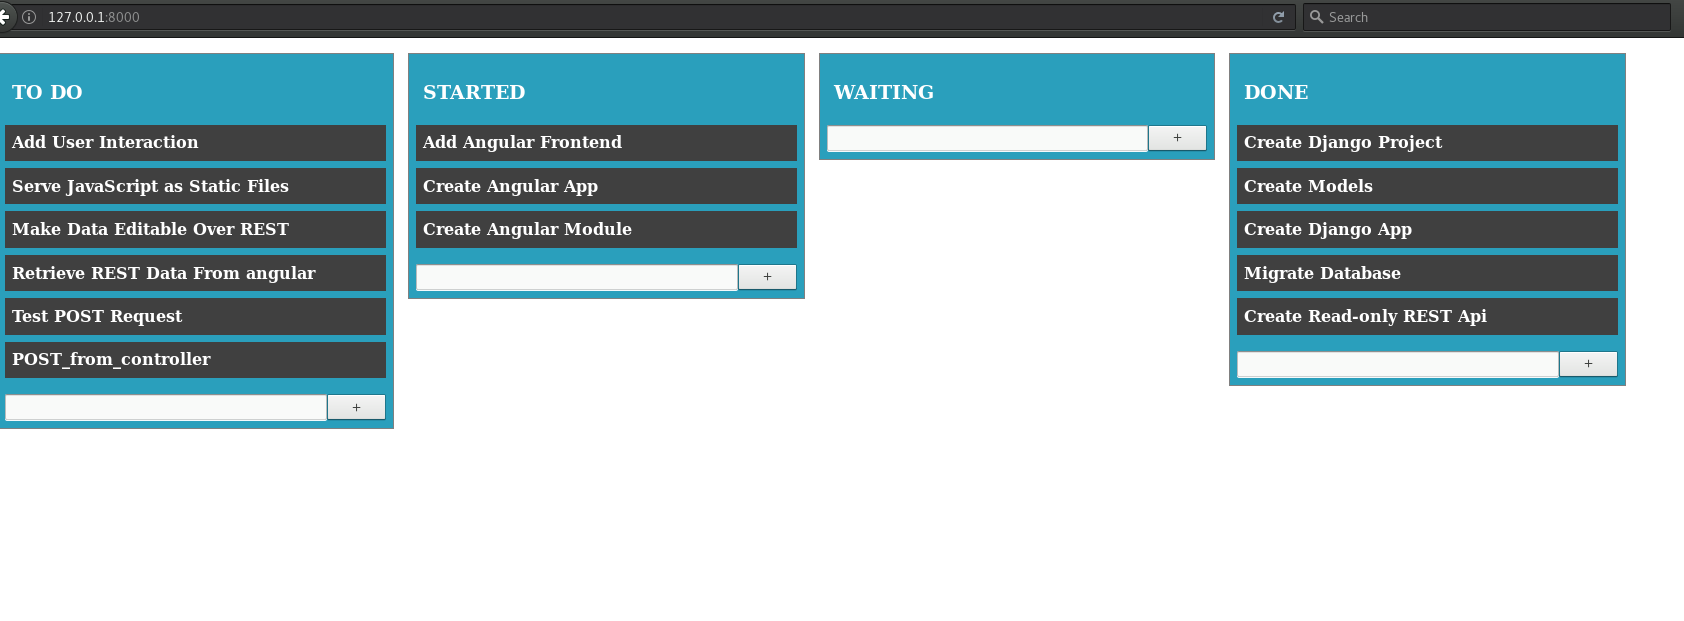 127.0.0.1:8000
Search
TO DO
Add User Interaction
Serve JavaScript as Static Files
Make Data Editable Over REST
Retrieve REST Data From angular
Test POST Request
POST_from_controller
+
STARTED
Add Angular Frontend
Create Angular App
Create Angular Module
+
WAITING
+
DONE
Create Django Project
Create Models
Create Django App
Migrate Database
Create Read-only REST Api
+